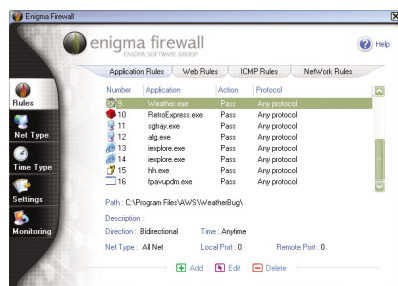 Enigma Firewall
enigma firewall
ENIGMA SOFTWARE GROUP
Help
Application Rules Web Rules ICMP Rules NetWork Rules
Rules
Net Type
Time Type
Settings
Monitoring
Number Application Action Protocol
9 Weather.exe Pass Any protocol
10 RetroExpress.exe Pass Any protocol
11 sgtray.exe Pass Any protocol
12 alg.exe Pass Any protocol
13 iexplore.exe Pass Any protocol
14 iexplore.exe Pass Any protocol
15 hh.exe Pass Any protocol
16 fpavupdm.exe Pass Any protocol
Path : C:\Program Files\AWS\WeatherBug\
Description :
Direction : Bidirectional Time : Anytime
Net Type : All Net Local Port : 0 Remote Port : 0
Add Edit Delete